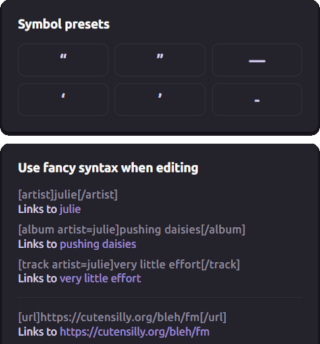 Symbol presets
“ ” —
‘ ’ -
Use fancy syntax when editing
[artist]julie[/artist]
Links to julie
[album artist=julie]pushing daisies[/album]
Links to pushing daisies
[track artist=julie]very little effort[/track]
Links to very little effort
[url]https://cutensilly.org/bleh/fm[/url]
Links to https://cutensilly.org/bleh/fm